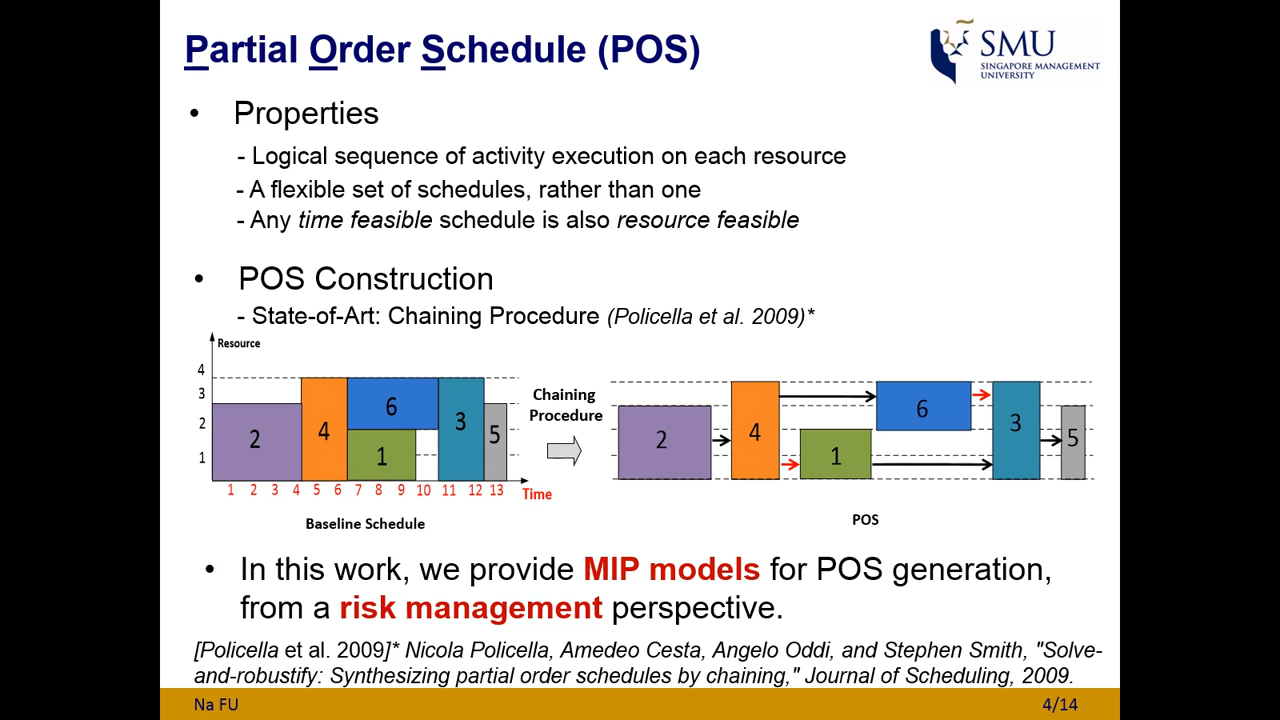 Partial Order Schedule (POS)
SMU
SINGAPORE MANAGEMENT
UNIVERSITY
• Properties
- Logical sequence of activity execution on each resource
- A flexible set of schedules, rather than one
- Any time feasible schedule is also resource feasible
• POS Construction
- State-of-Art: Chaining Procedure (Policella et al. 2009)*
Resource
4
3
2
1
2
4
6
1
3
5
1 2 3 4 5 6 7 8 9 10 11 12 13
Time
Baseline Schedule
Chaining
Procedure
2
4
6
1
3
5
POS
• In this work, we provide MIP models for POS generation,
from a risk management perspective.
[Policella et al. 2009]* Nicola Policella, Amedeo Cesta, Angelo Oddi, and Stephen Smith, "Solve-
and-robustify: Synthesizing partial order schedules by chaining," Journal of Scheduling, 2009.
Na FU
4/14